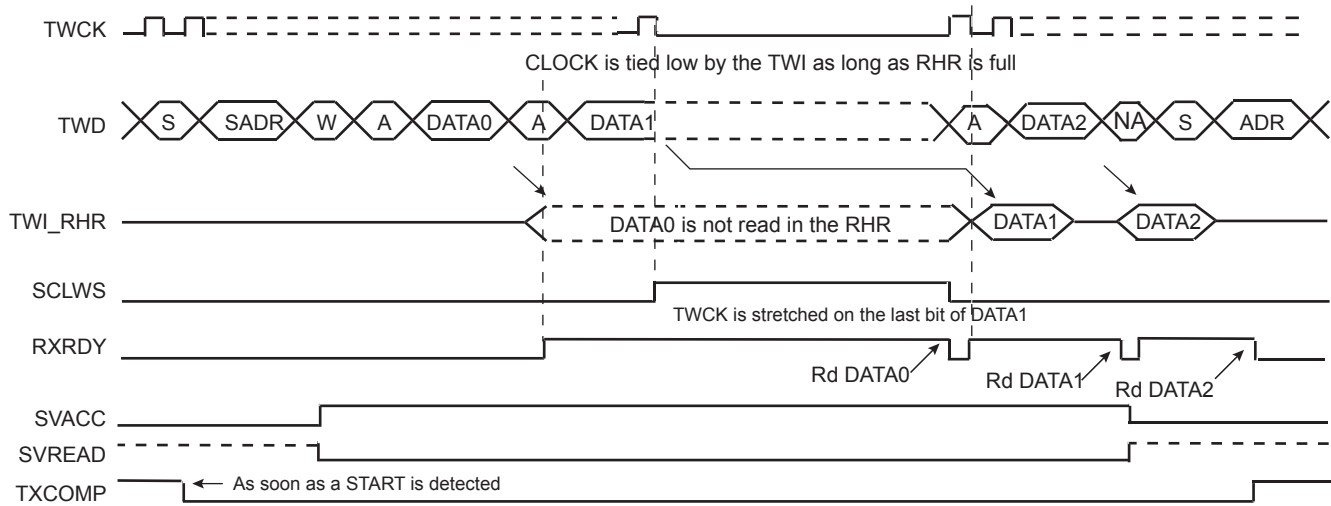 TWCK
CLOCK is tied low by the TWI as long as RHR is full
TWD S SADR W A DATA0 A DATA1 A DATA2 NA S ADR
TWI_RHR DATA0 is not read in the RHR DATA1 DATA2
SCLWS
TWCK is stretched on the last bit of DATA1
RXRDY
Rd DATA0 Rd DATA1 Rd DATA2
SVACC
SVREAD
TXCOMP As soon as a START is detected